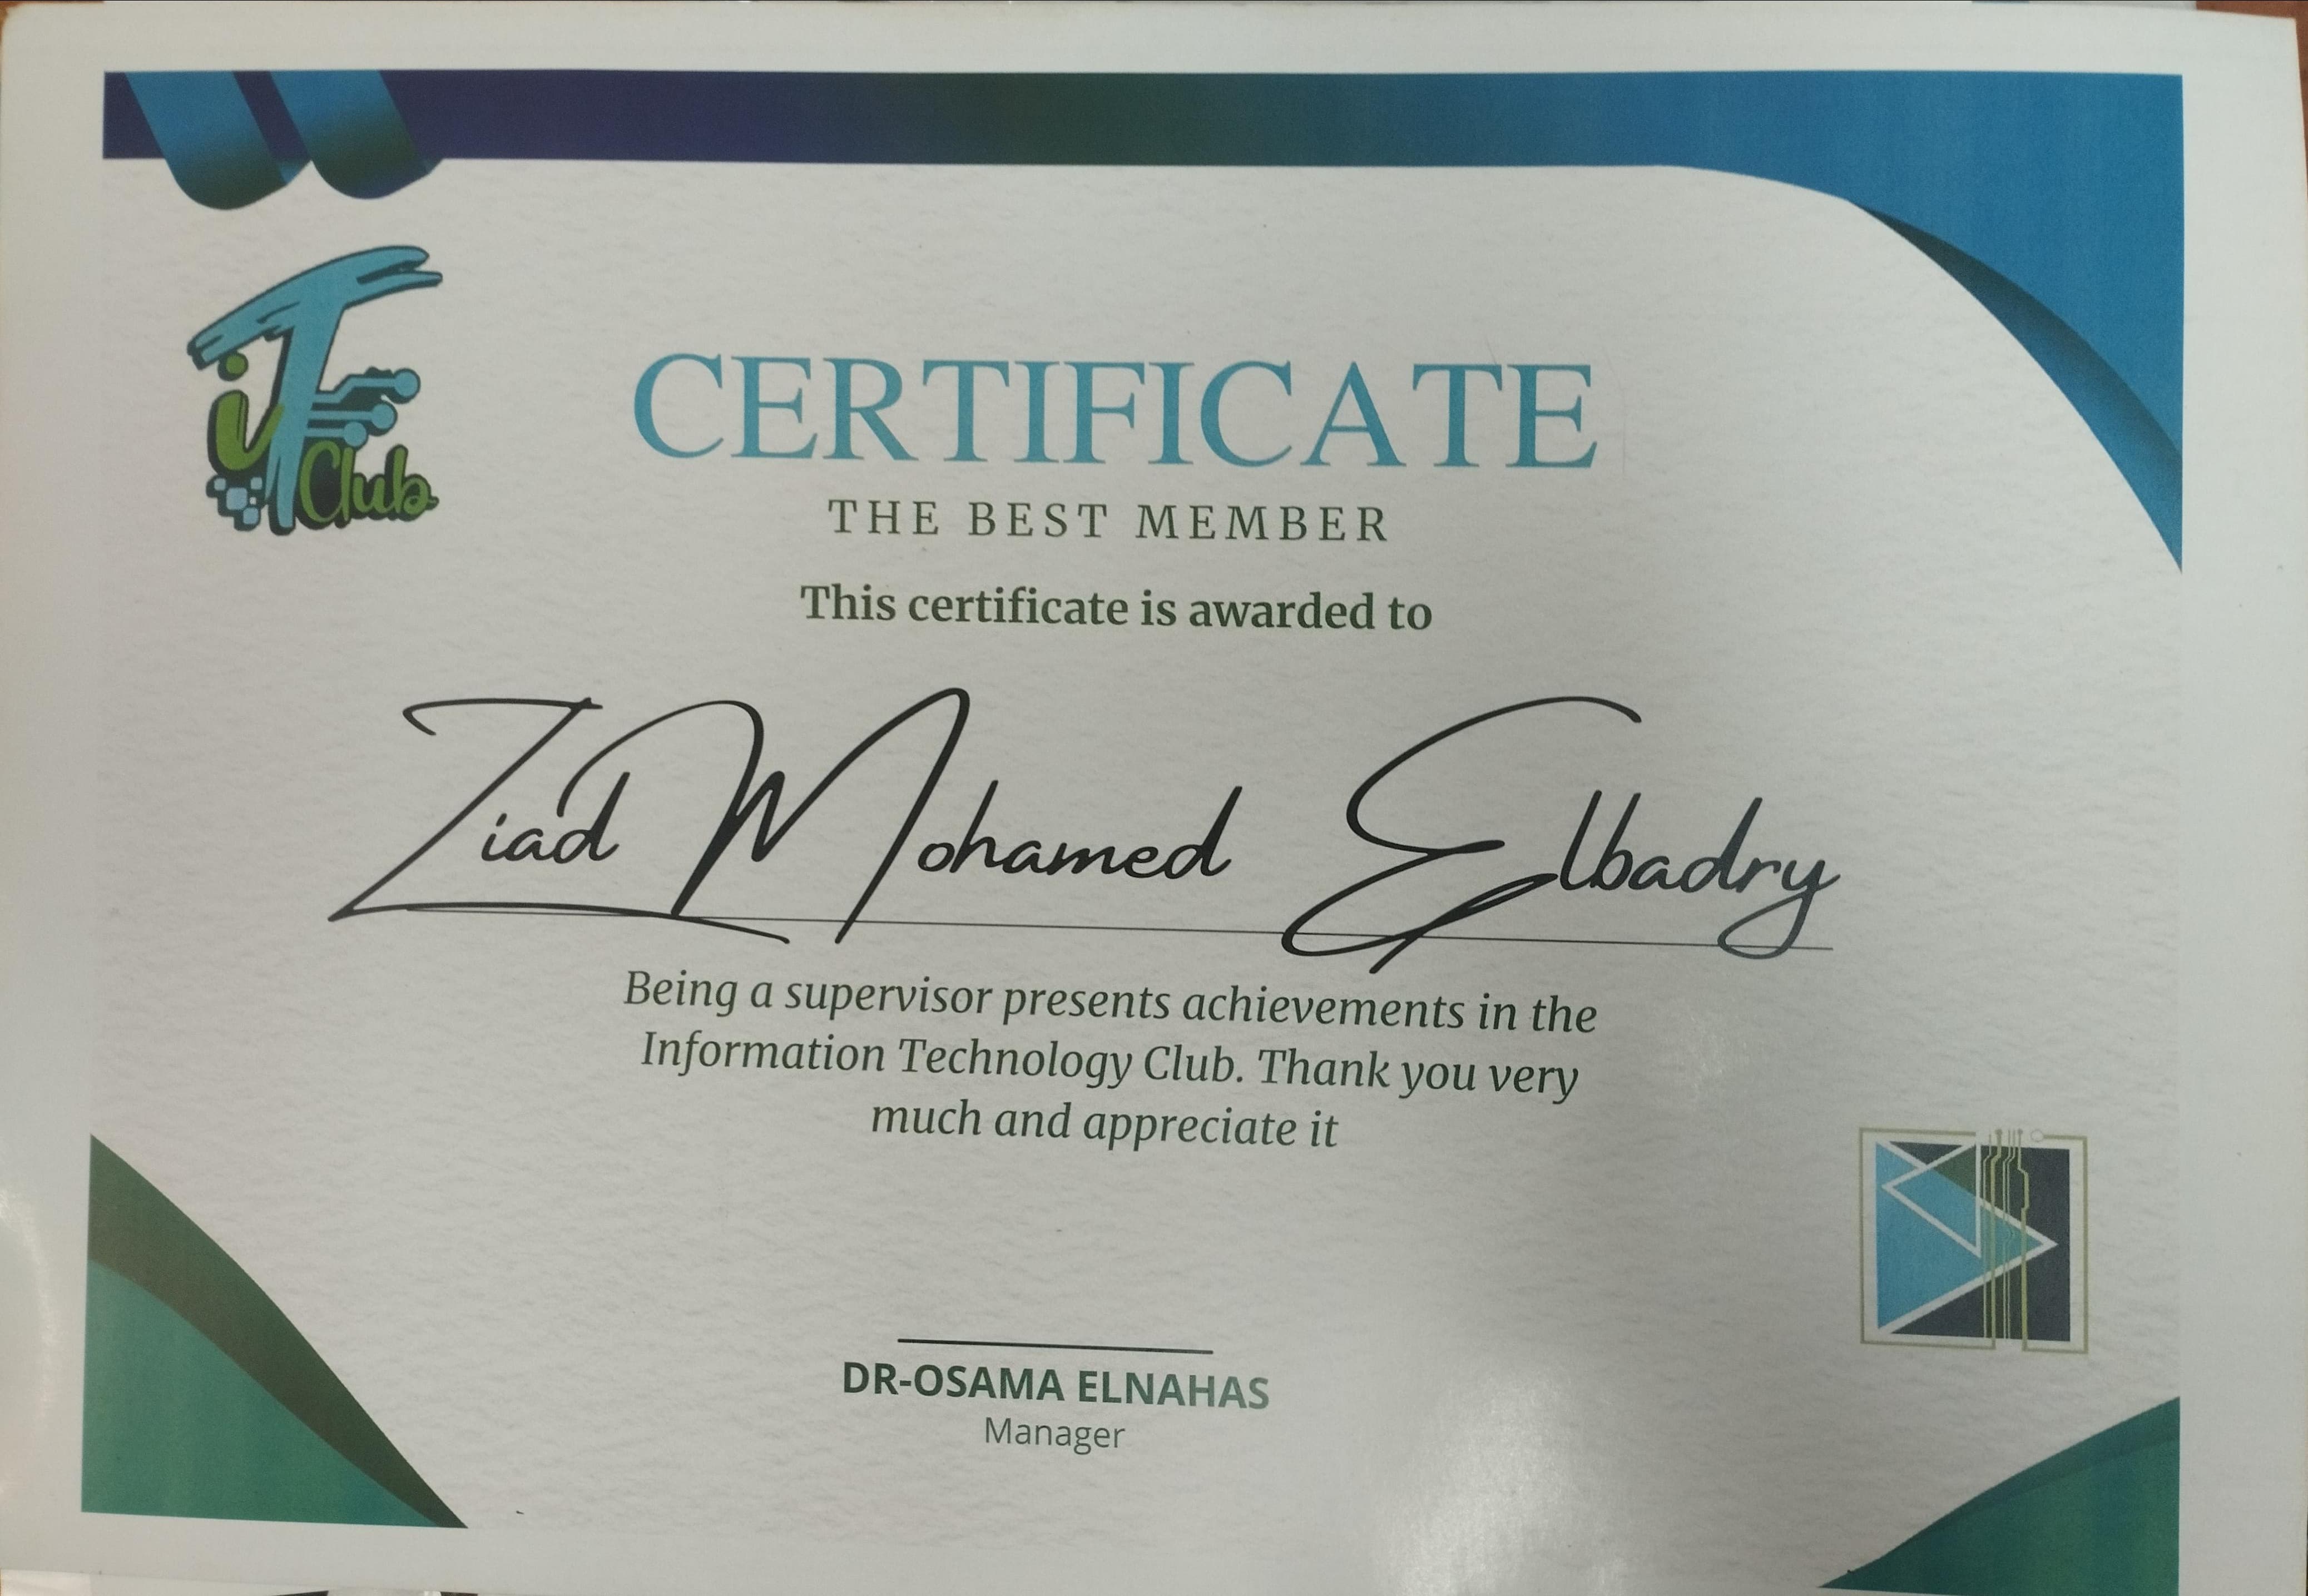 iT Club
CERTIFICATE
THE BEST MEMBER
This certificate is awarded to
Ziad Mohamed Elbadry
Being a supervisor presents achievements in the
Information Technology Club. Thank you very
much and appreciate it
DR-OSAMA ELNAHAS
Manager